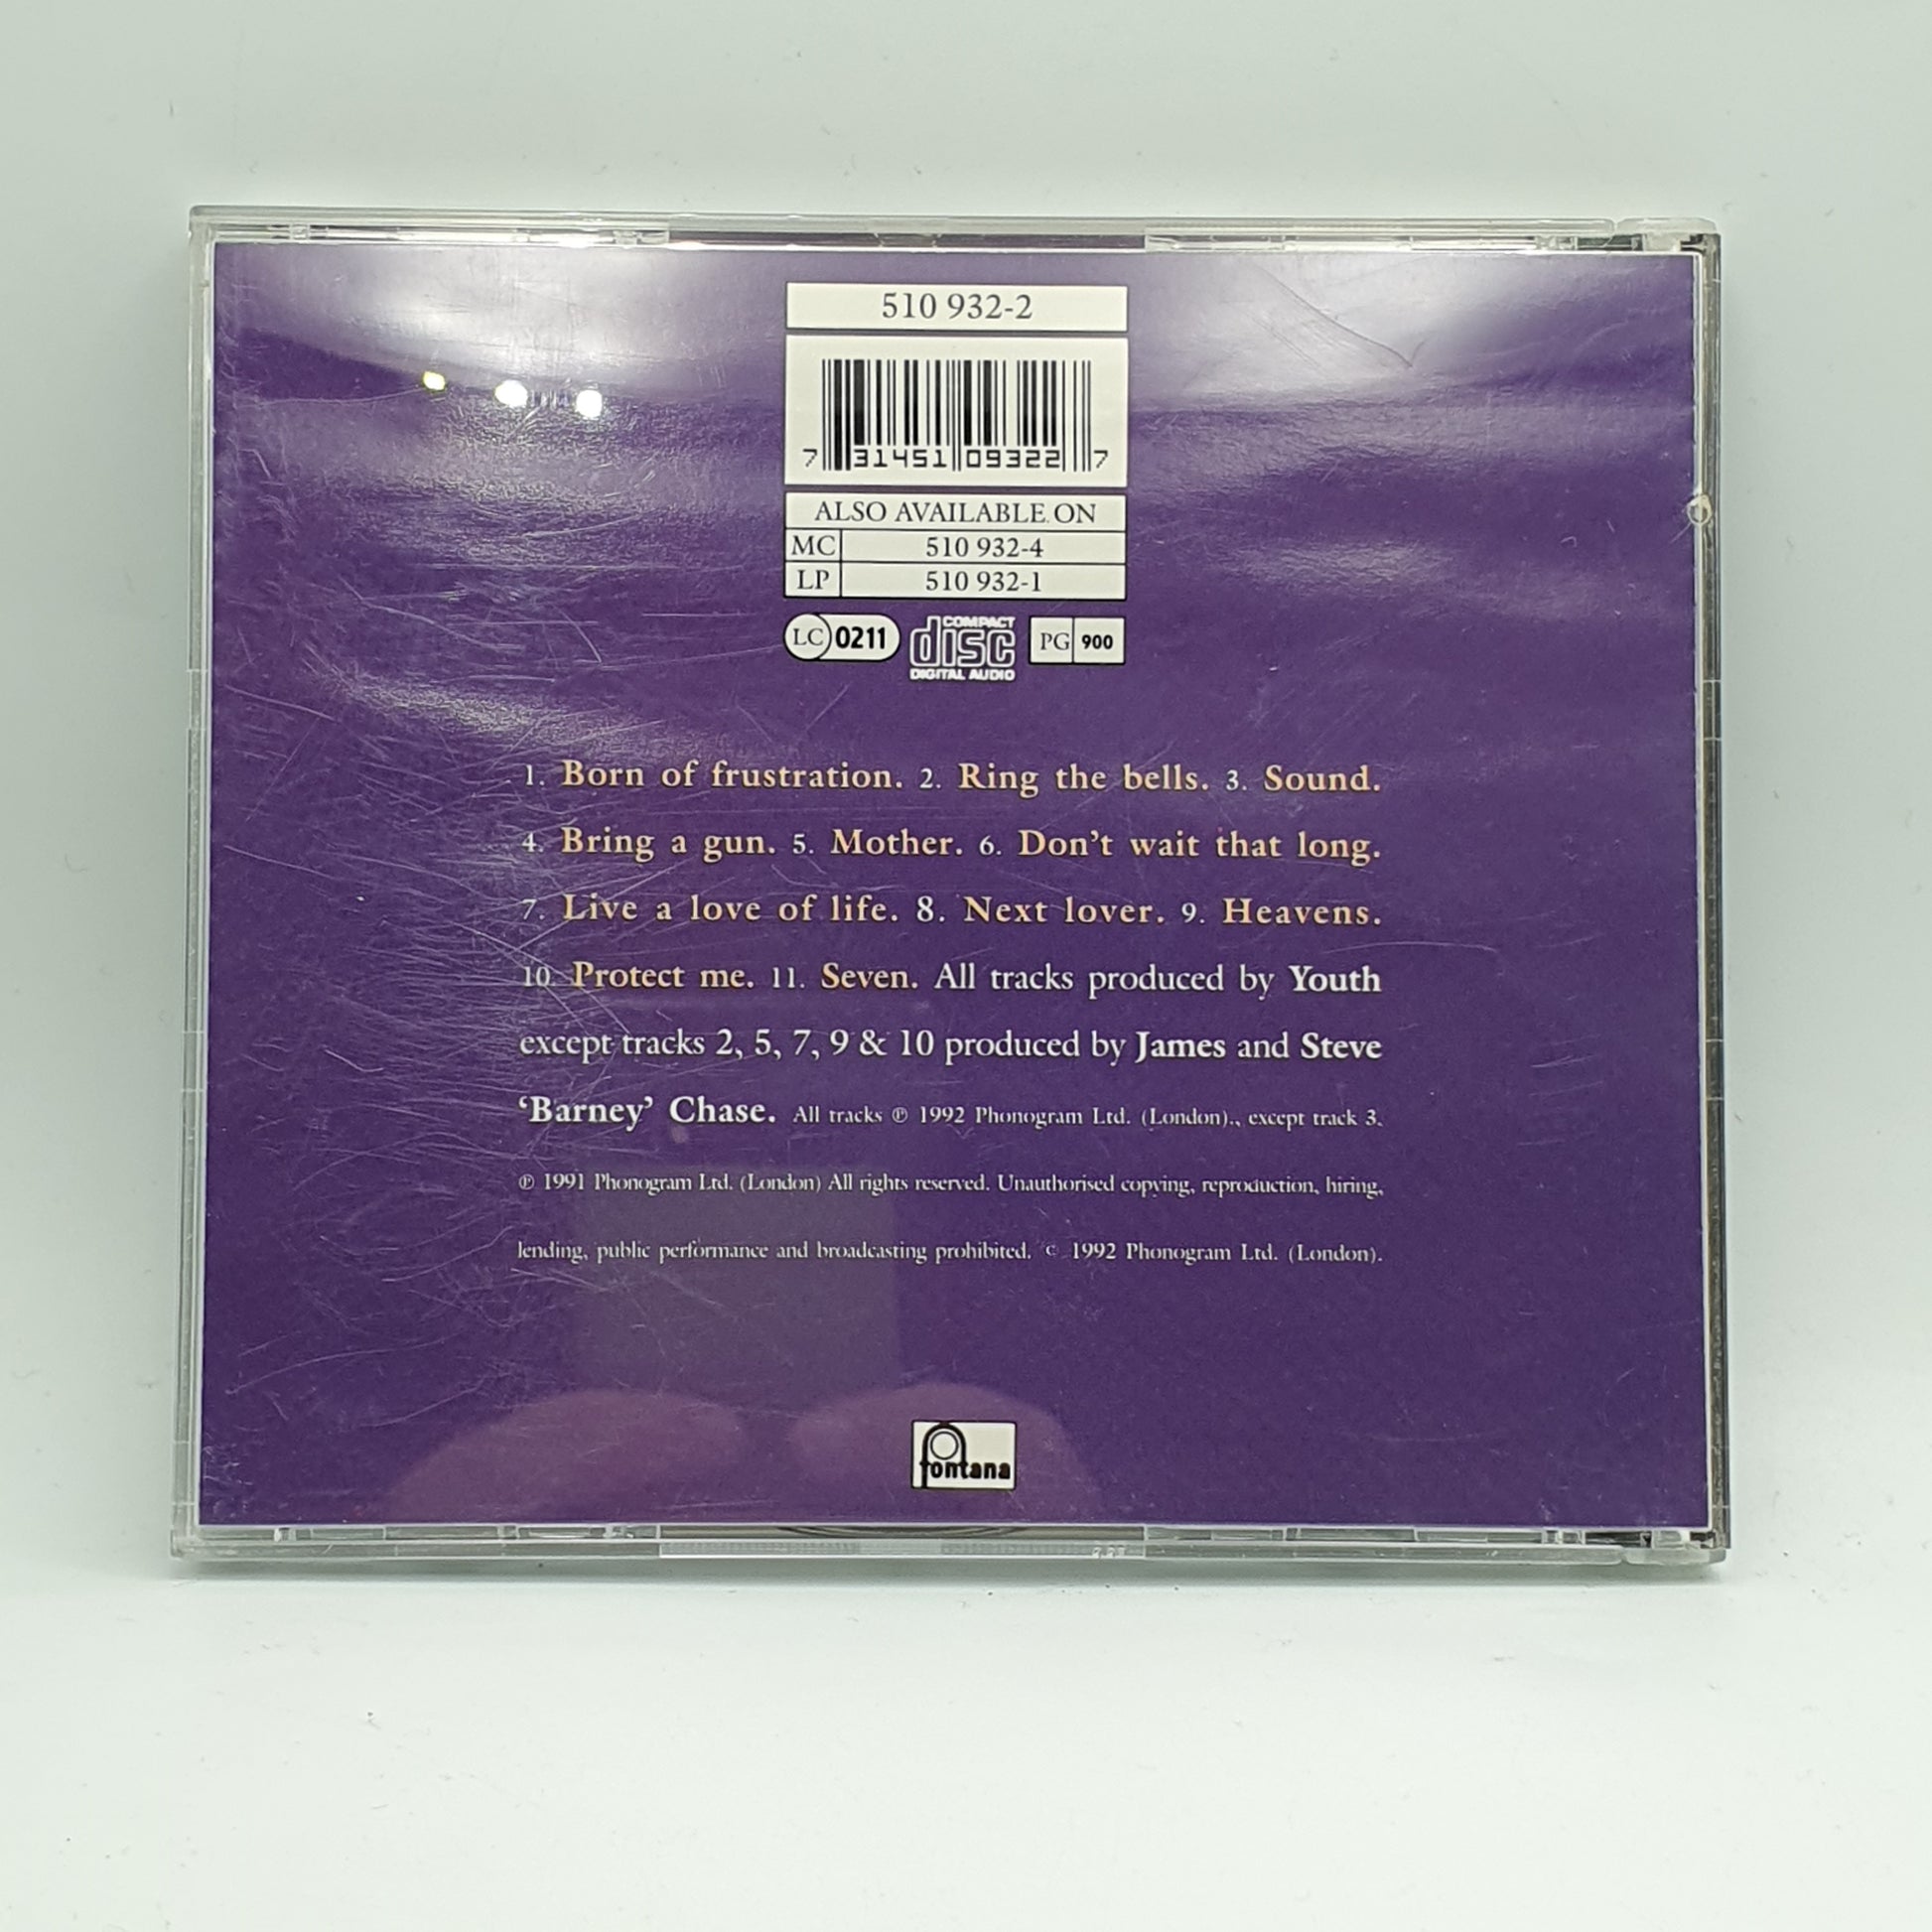 510 932-2
7 31451 09322 7
ALSO AVAILABLE ON
MC 510 932-4
LP 510 932-1
LC 0211 COMPACT disc DIGITAL AUDIO PG 900
1. Born of frustration. 2. Ring the bells. 3. Sound.
4. Bring a gun. 5. Mother. 6. Don't wait that long.
7. Live a love of life. 8. Next lover. 9. Heavens.
10. Protect me. 11. Seven. All tracks produced by Youth
except tracks 2, 5, 7, 9 & 10 produced by James and Steve
‘Barney’ Chase. All tracks ℗ 1992 Phonogram Ltd. (London)., except track 3.
℗ 1991 Phonogram Ltd. (London) All rights reserved. Unauthorised copying, reproduction, hiring,
lending, public performance and broadcasting prohibited. © 1992 Phonogram Ltd. (London).
fontana